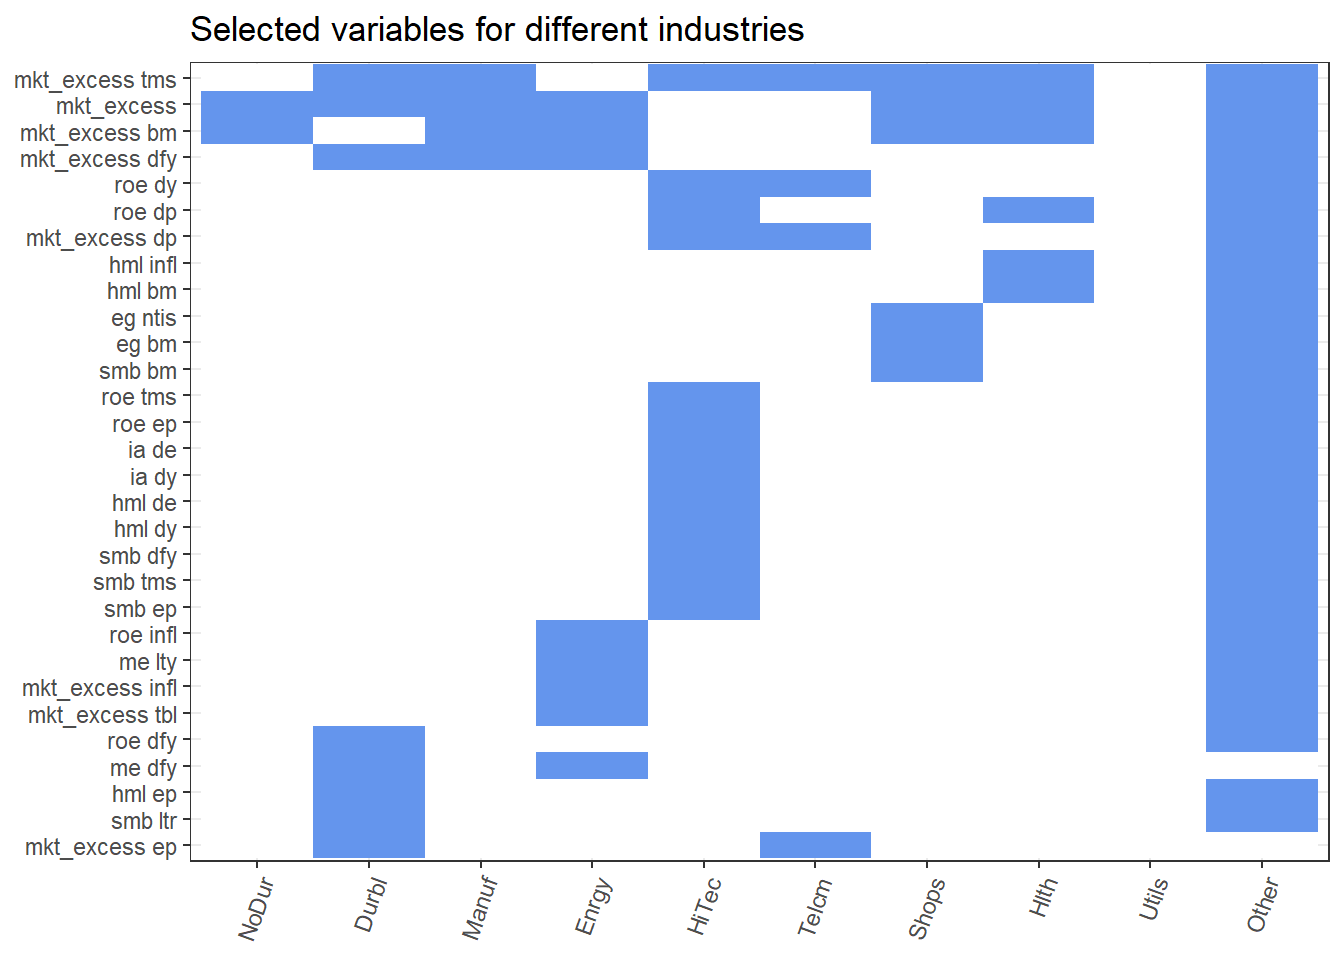 Selected variables for different industries
mkt_excess tms
mkt_excess
mkt_excess bm
mkt_excess dfy
roe dy
roe dp
mkt_excess dp
hml infl
hml bm
eg ntis
eg bm
smb bm
roe tms
roe ep
ia de
ia dy
hml de
hml dy
smb dfy
smb tms
smb ep
roe infl
me lty
mkt_excess infl
mkt_excess tbl
roe dfy
me dfy
hml ep
smb ltr
mkt_excess ep
NoDur
Durbl
Manuf
Enrgy
HiTec
Telcm
Shops
Hlth
Utils
Other